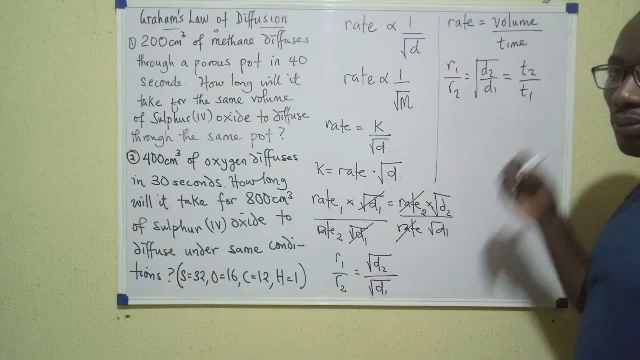 Graham's Law of Diffusion
① 200cm³ of methane diffuses
through a porous pot in 40
seconds. How long will it
take for the same volume
of Sulphur (IV) oxide to diffuse
through the same pot?
② 400cm³ of oxygen diffuses
in 30 seconds. How long
will it take for 800cm³
of sulphur (IV) oxide to
diffuse under same condi-
tions? (S=32, O=16, C=12, H=1)
rate ∝ 1/√d
rate ∝ 1/√M
rate = K/√d
K = rate · √d
rate₁ × √d₁ / rate₂ √d₁ = rate₂ × √d₂ / rate √d₁
r₁/r₂ = √d₂/√d₁
rate = volume/time
r₁/r₂ = √(d₂/d₁) = t₂/t₁